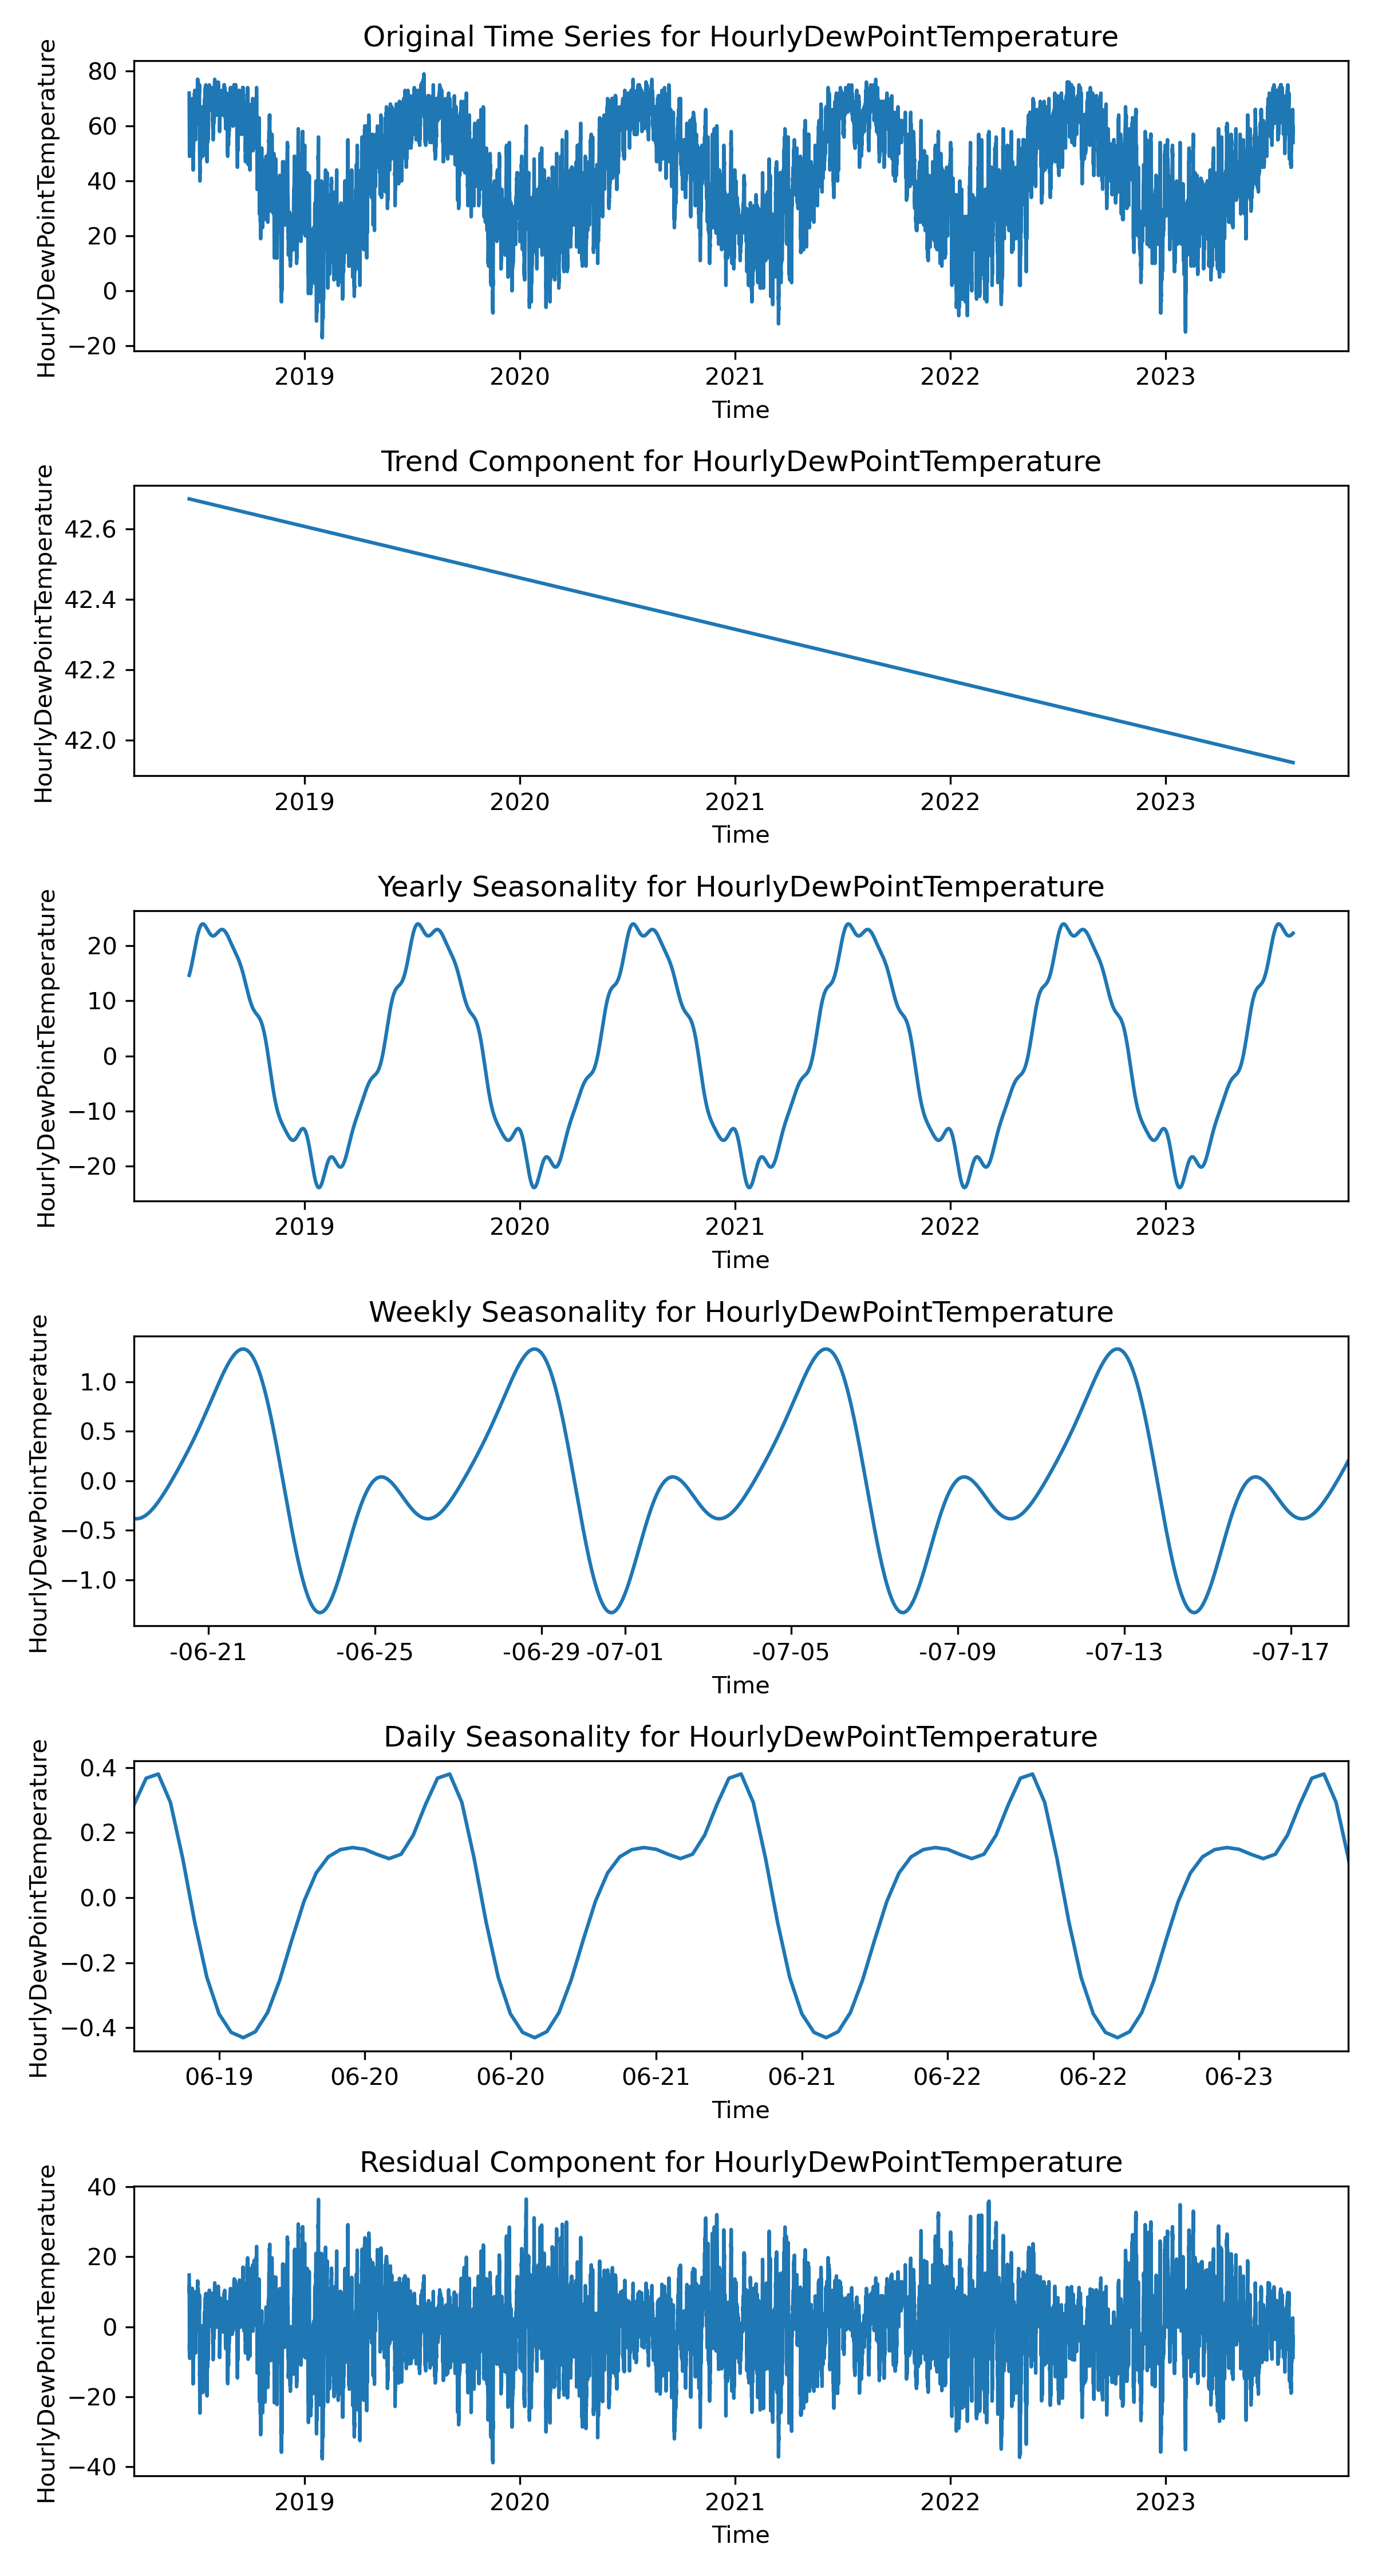 Original Time Series for HourlyDewPointTemperature
HourlyDewPointTemperature
80
60
40
20
0
−20
2019 2020 2021 2022 2023
Time
Trend Component for HourlyDewPointTemperature
HourlyDewPointTemperature
42.6
42.4
42.2
42.0
2019 2020 2021 2022 2023
Time
Yearly Seasonality for HourlyDewPointTemperature
HourlyDewPointTemperature
20
10
0
−10
−20
2019 2020 2021 2022 2023
Time
Weekly Seasonality for HourlyDewPointTemperature
HourlyDewPointTemperature
1.0
0.5
0.0
−0.5
−1.0
-06-21 -06-25 -06-29 -07-01 -07-05 -07-09 -07-13 -07-17
Time
Daily Seasonality for HourlyDewPointTemperature
HourlyDewPointTemperature
0.4
0.2
0.0
−0.2
−0.4
06-19 06-20 06-20 06-21 06-21 06-22 06-22 06-23
Time
Residual Component for HourlyDewPointTemperature
HourlyDewPointTemperature
40
20
0
−20
−40
2019 2020 2021 2022 2023
Time